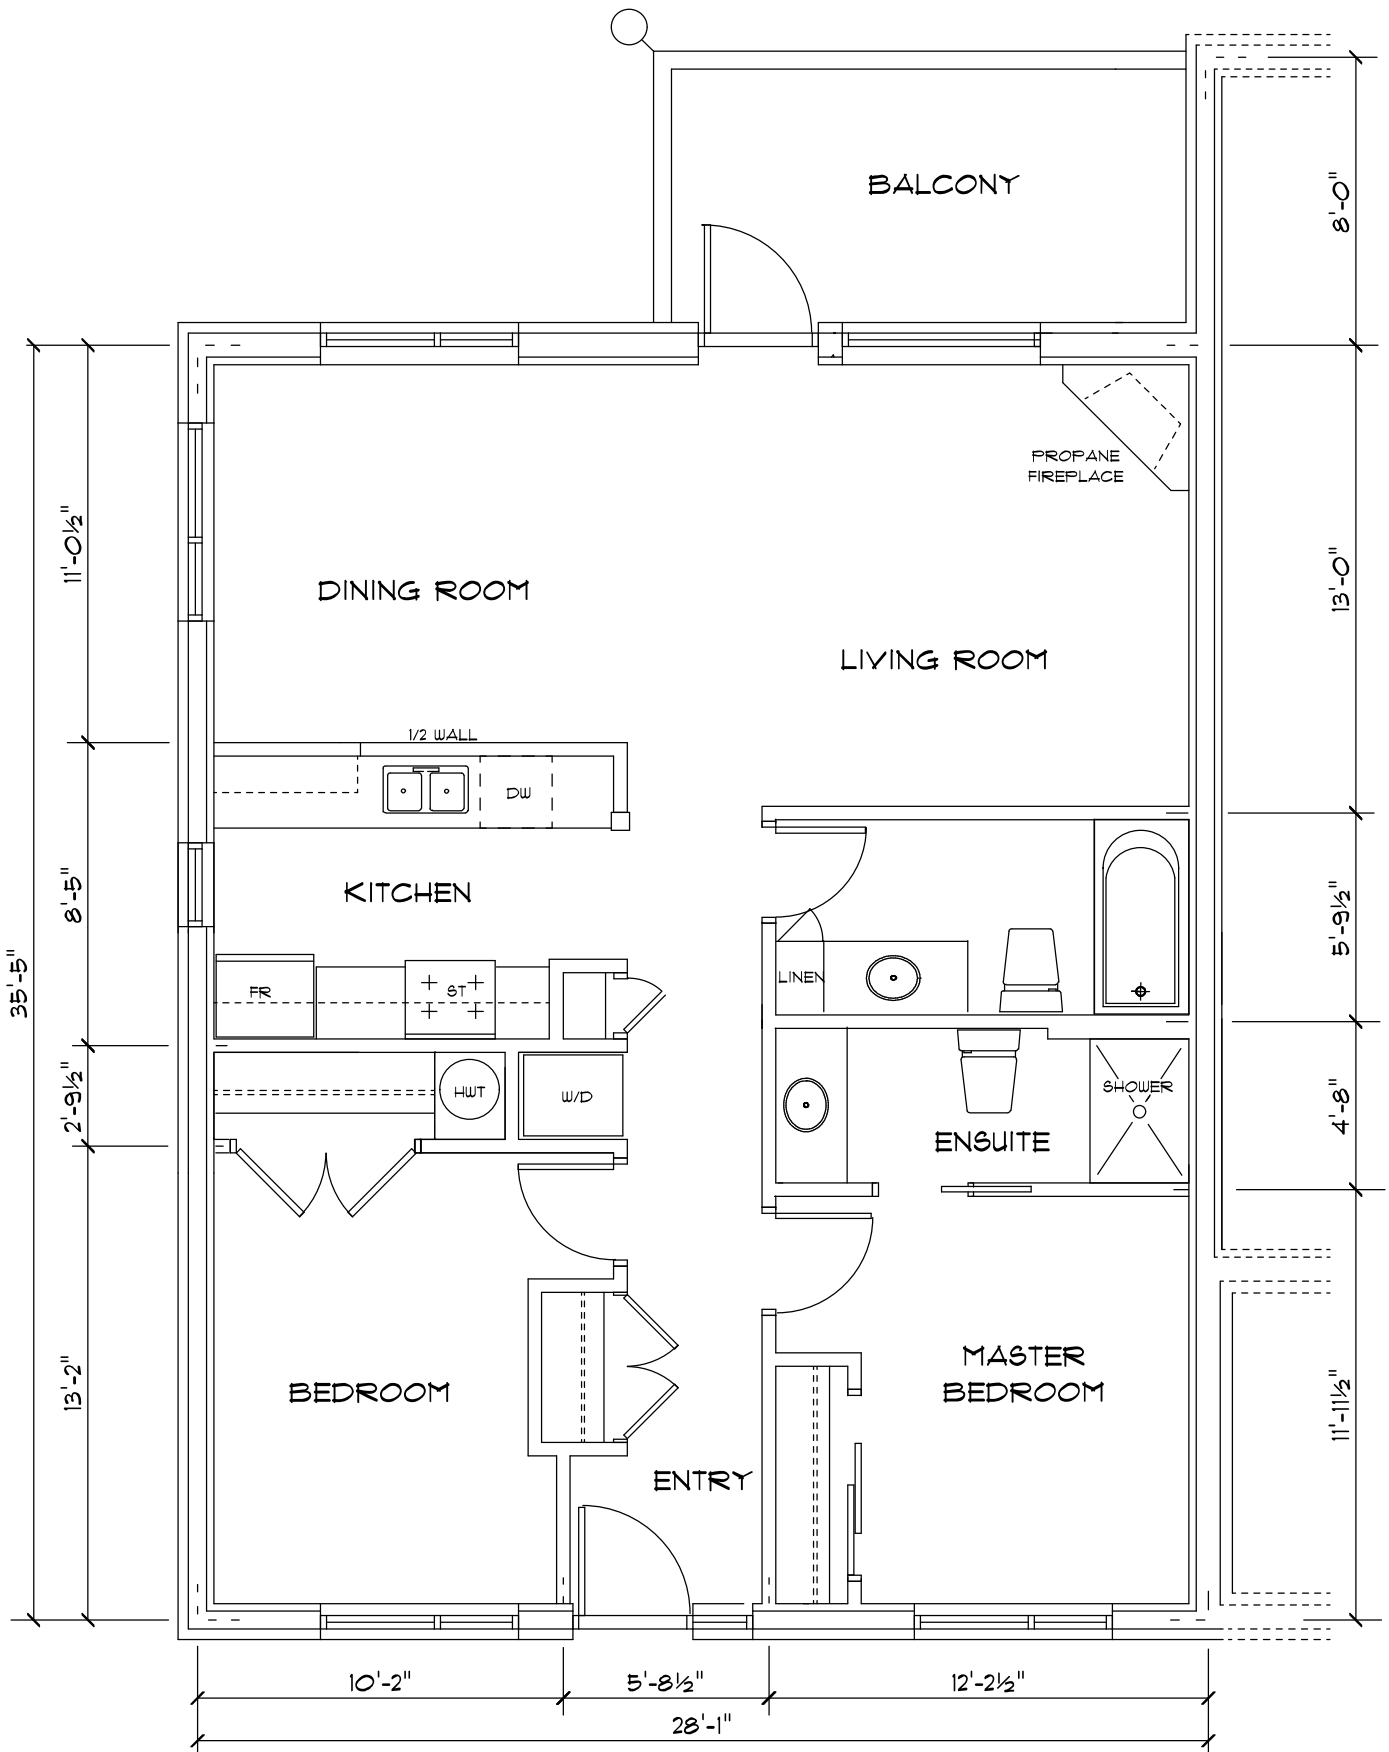 BALCONY
8'-0"
PROPANE
FIREPLACE
11'-0½"
13'-0"
DINING ROOM
LIVING ROOM
1/2 WALL
DW
KITCHEN
8'-5"
5'-9½"
35'-5"
FR
ST
LINEN
2'-9½"
HWT
W/D
SHOWER
4'-8"
ENSUITE
13'-2"
BEDROOM
MASTER
BEDROOM
11'-11½"
ENTRY
10'-2"
5'-8½"
12'-2½"
28'-1"